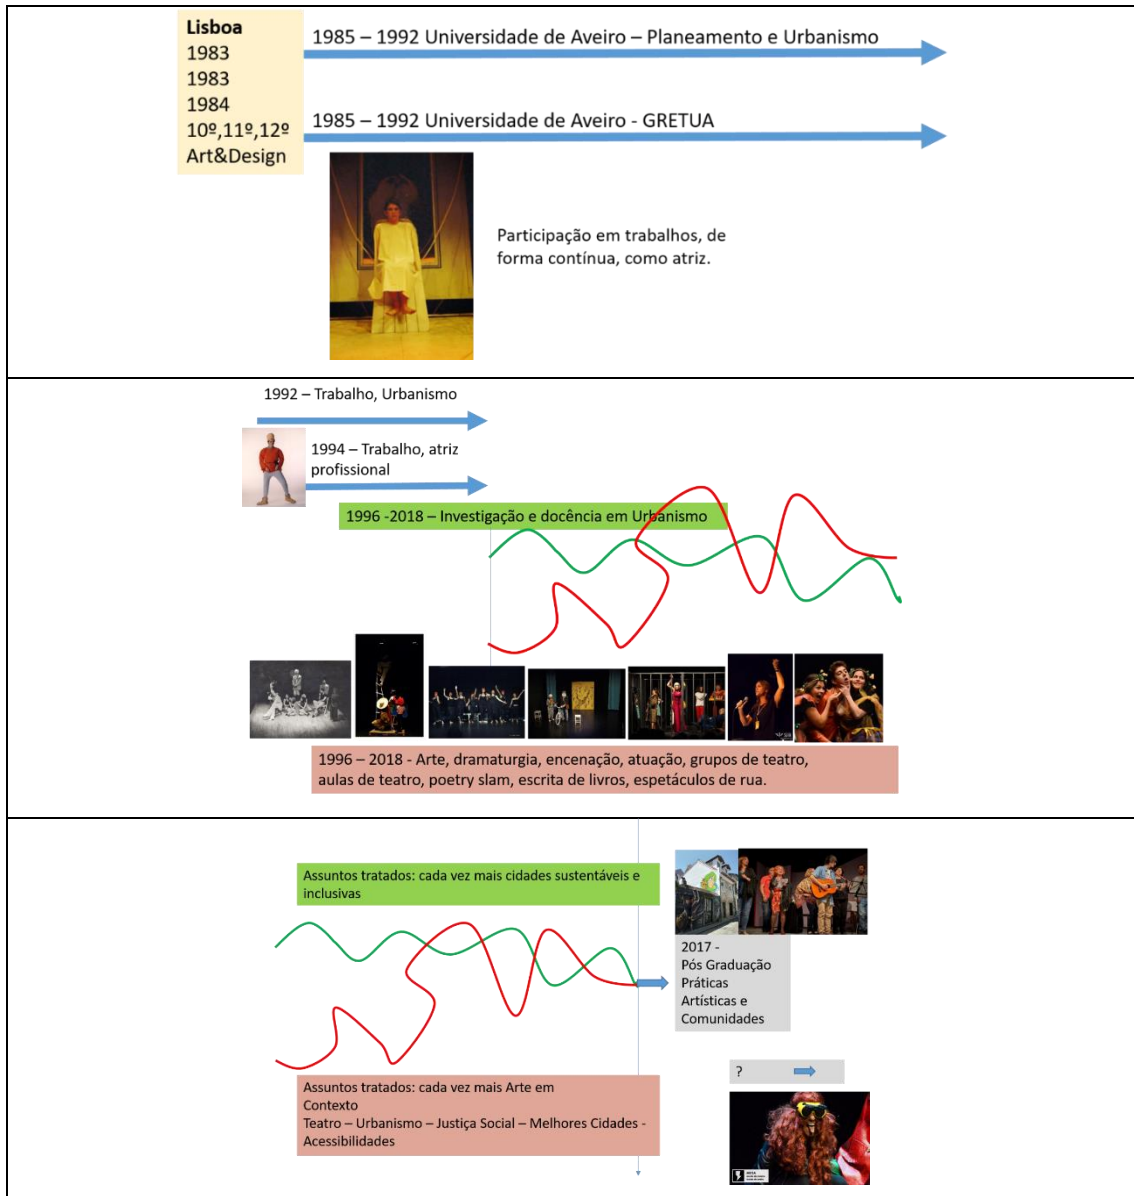 Lisboa
1983
1983
1984
10º,11º,12º
Art&Design
1985 – 1992 Universidade de Aveiro – Planeamento e Urbanismo
1985 – 1992 Universidade de Aveiro - GRETUA
Participação em trabalhos, de
forma contínua, como atriz.
1992 – Trabalho, Urbanismo
1994 – Trabalho, atriz
profissional
1996 -2018 – Investigação e docência em Urbanismo
1996 – 2018 - Arte, dramaturgia, encenação, atuação, grupos de teatro,
aulas de teatro, poetry slam, escrita de livros, espetáculos de rua.
Assuntos tratados: cada vez mais cidades sustentáveis e
inclusivas
2017 -
Pós Graduação
Práticas
Artísticas e
Comunidades
?
Assuntos tratados: cada vez mais Arte em
Contexto
Teatro – Urbanismo – Justiça Social – Melhores Cidades -
Acessibilidades